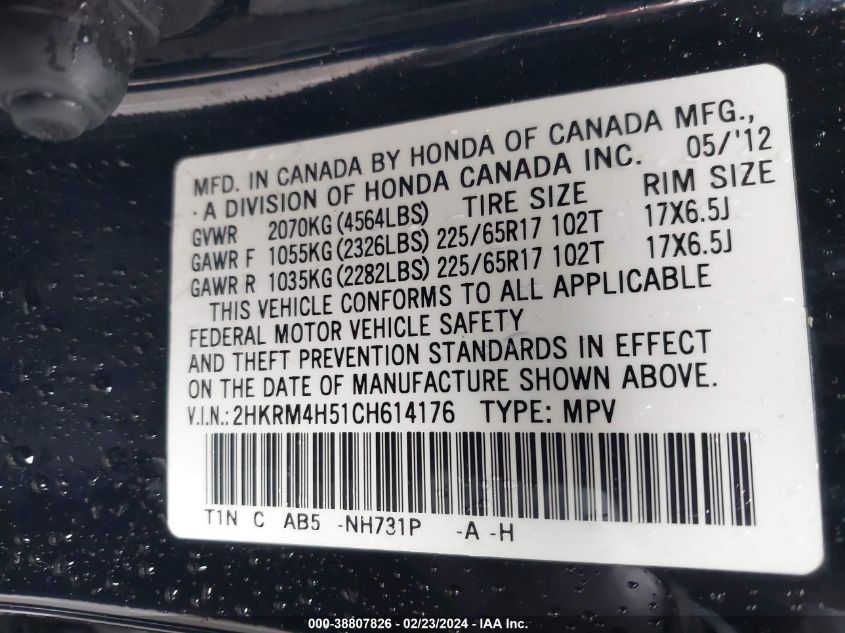 MFD. IN CANADA BY HONDA OF CANADA MFG.,
·A DIVISION OF HONDA CANADA INC. 05/'12
GVWR 2070KG (4564LBS) TIRE SIZE RIM SIZE
GAWR F 1055KG (2326LBS) 225/65R17 102T 17X6.5J
GAWR R 1035KG (2282LBS) 225/65R17 102T 17X6.5J
THIS VEHICLE CONFORMS TO ALL APPLICABLE
FEDERAL MOTOR VEHICLE SAFETY
AND THEFT PREVENTION STANDARDS IN EFFECT
ON THE DATE OF MANUFACTURE SHOWN ABOVE.
V.I.N.: 2HKRM4H51CH614176 TYPE: MPV
T1N C AB5 -NH731P -A -H
000-38807826 - 02/23/2024 - IAA Inc.